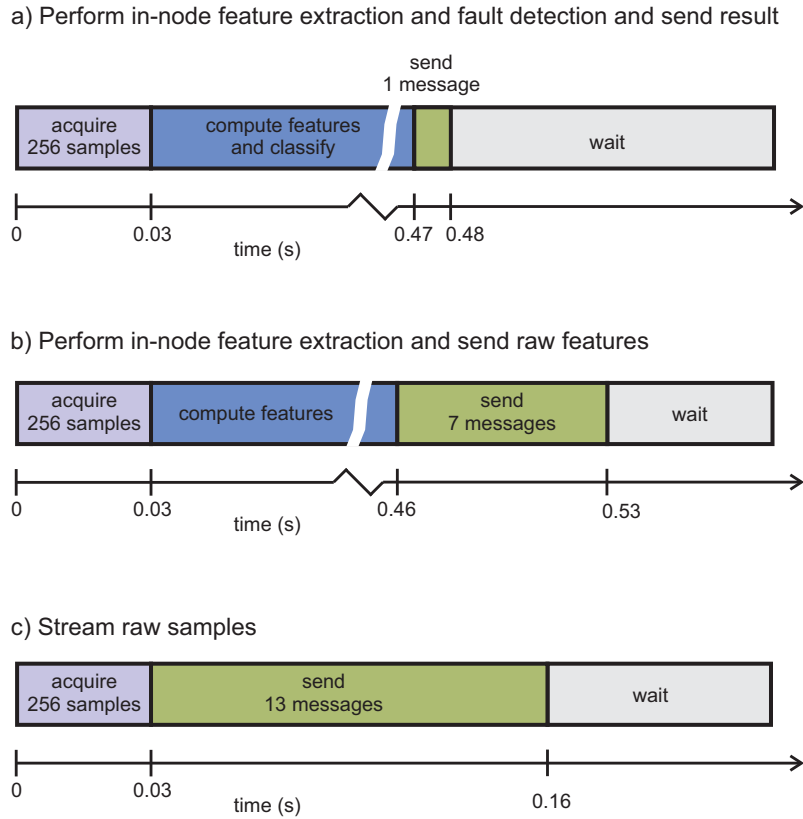 a) Perform in-node feature extraction and fault detection and send result
send
1 message
acquire
256 samples
compute features
and classify
wait
0
0.03
time (s)
0.47
0.48
b) Perform in-node feature extraction and send raw features
acquire
256 samples
compute features
send
7 messages
wait
0
0.03
time (s)
0.46
0.53
c) Stream raw samples
acquire
256 samples
send
13 messages
wait
0
0.03
time (s)
0.16